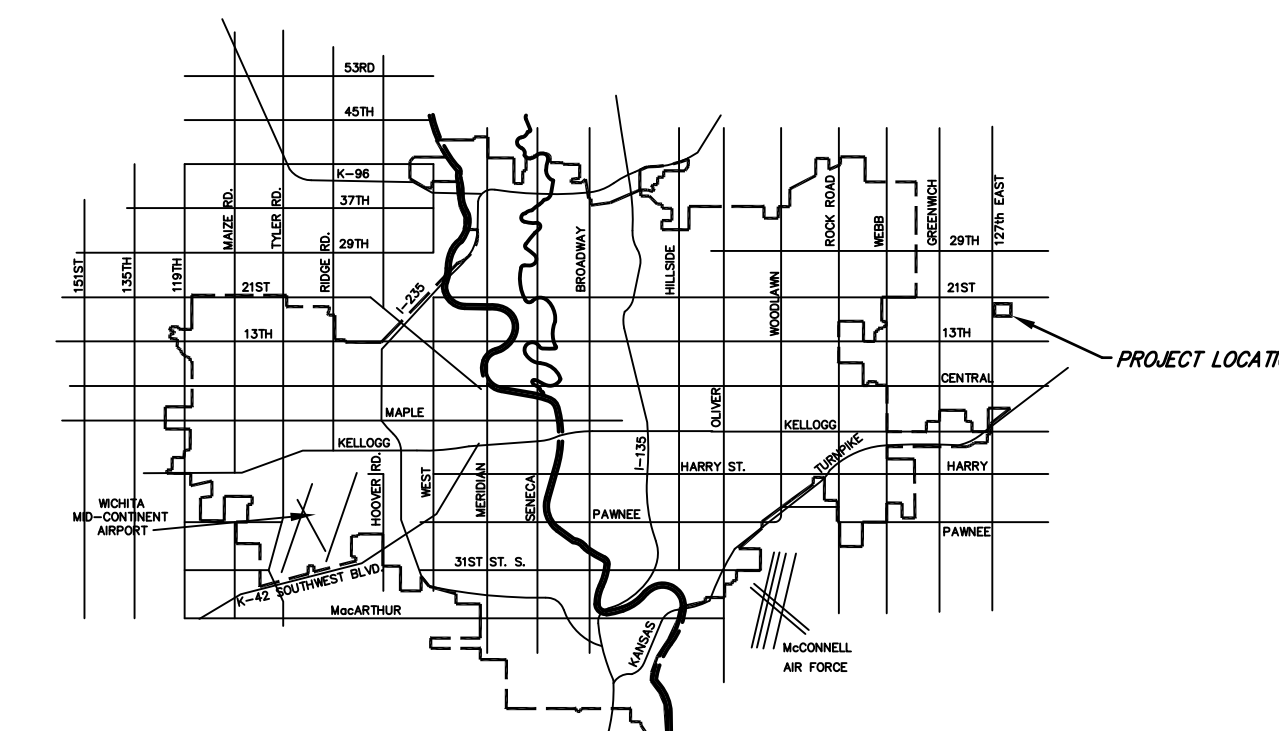 53RD
45TH
K-96
37TH
29TH
MAIZE RD.
TYLER RD.
RIDGE RD.
151ST
135TH
119TH
21ST
13TH
I-235
BROADWAY
HILLSIDE
WOODLAWN
ROCK ROAD
WEBB
GREENWICH
127th EAST
29TH
21ST
13TH
PROJECT LOCATI
CENTRAL
MAPLE
KELLOGG
OLIVER
KELLOGG
I-135
HARRY ST.
TURNPIKE
HARRY
HOOVER RD.
WEST
MERIDIAN
SENECA
WICHITA
MID-CONTINENT
AIRPORT
PAWNEE
PAWNEE
31ST ST. S.
K-42 SOUTHWEST BLVD.
MacARTHUR
KANSAS
McCONNELL
AIR FORCE